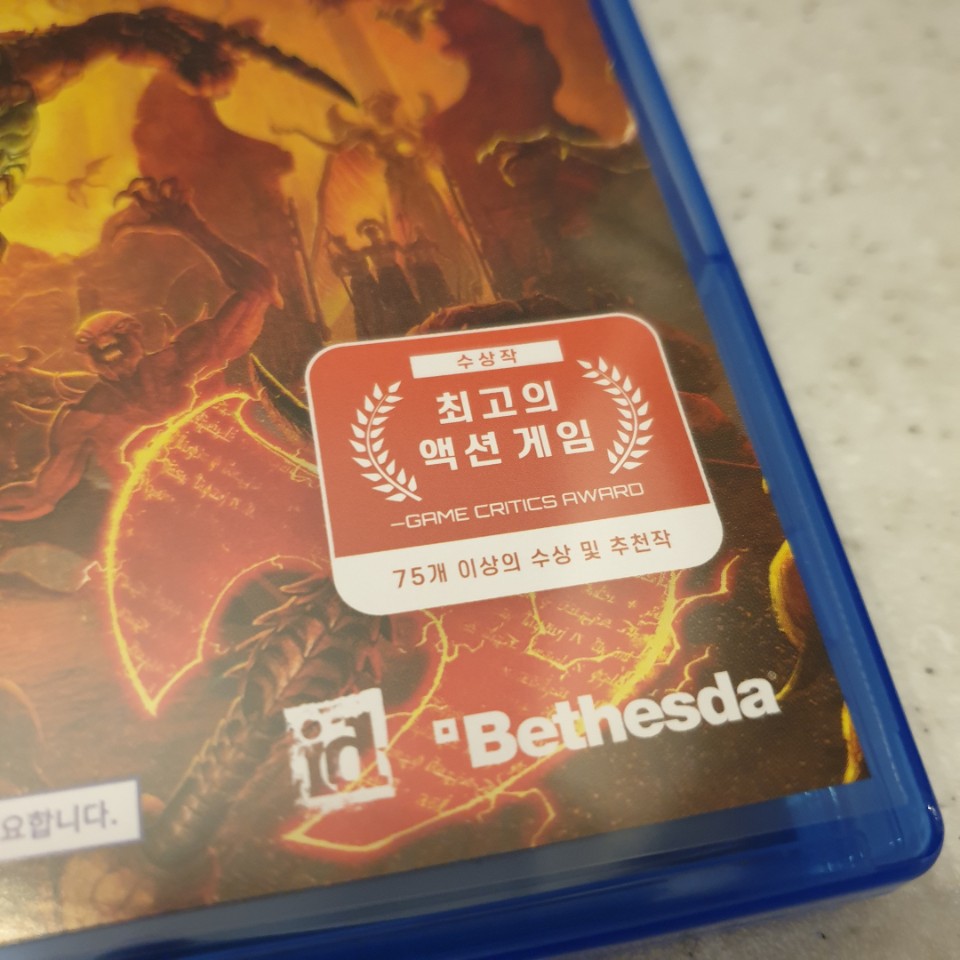 수상작
최고의
액션 게임
–GAME CRITICS AWARD
75개 이상의 수상 및 추천작
id
Bethesda®
요합니다.